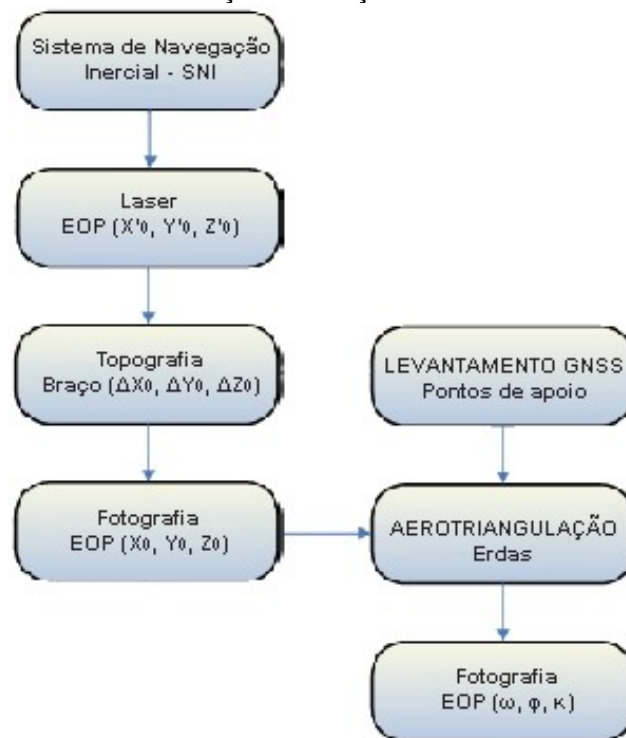 Sistema de Navegação
Inercial - SNI
Laser
EOP (X'0, Y'0, Z'0)
Topografia
Braço (ΔX0, ΔY0, ΔZ0)
Fotografia
EOP (X0, Y0, Z0)
LEVANTAMENTO GNSS
Pontos de apoio
AEROTRIANGULAÇÃO
Erdas
Fotografia
EOP (ω, φ, κ)